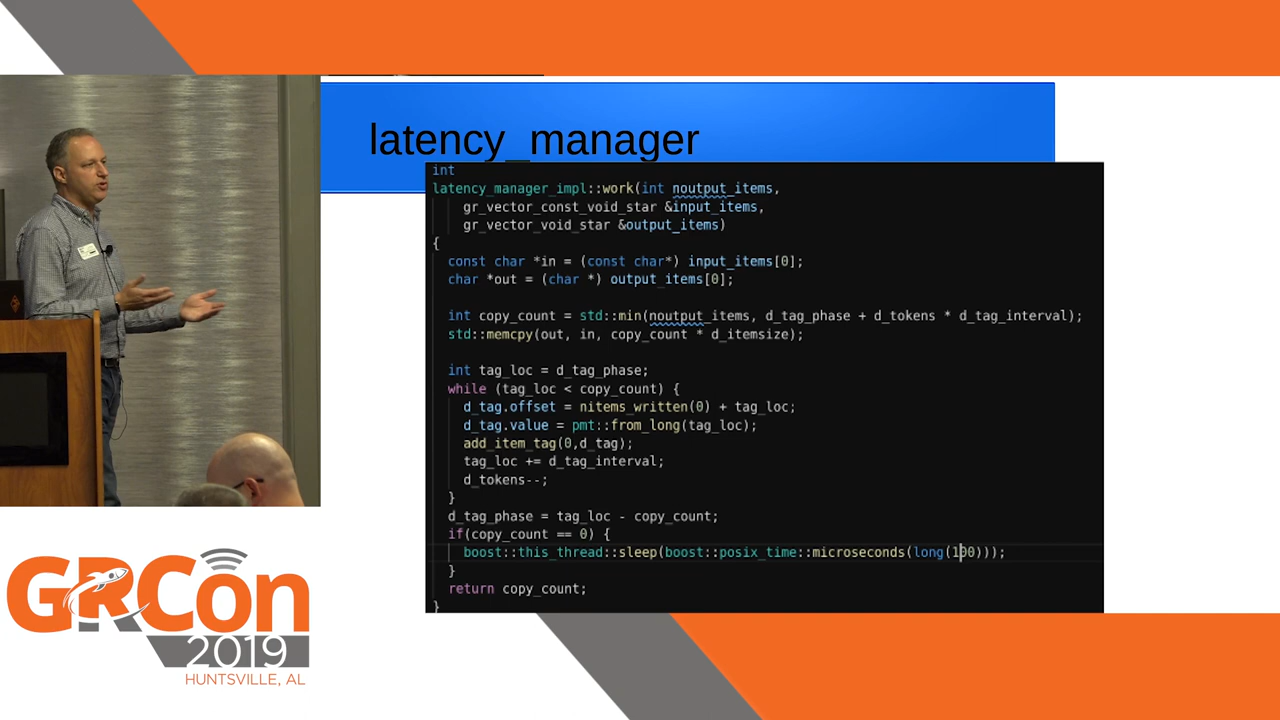 latency_manager
int
latency_manager_impl::work(int noutput_items,
gr_vector_const_void_star &input_items,
gr_vector_void_star &output_items)
{
const char *in = (const char*) input_items[0];
char *out = (char *) output_items[0];
int copy_count = std::min(noutput_items, d_tag_phase + d_tokens * d_tag_interval);
std::memcpy(out, in, copy_count * d_itemsize);
int tag_loc = d_tag_phase;
while (tag_loc < copy_count) {
d_tag.offset = nitems_written(0) + tag_loc;
d_tag.value = pmt::from_long(tag_loc);
add_item_tag(0,d_tag);
tag_loc += d_tag_interval;
d_tokens--;
}
d_tag_phase = tag_loc - copy_count;
if(copy_count == 0) {
boost::this_thread::sleep(boost::posix_time::microseconds(long(100)));
}
return copy_count;
}
GRCon
2019
HUNTSVILLE, AL